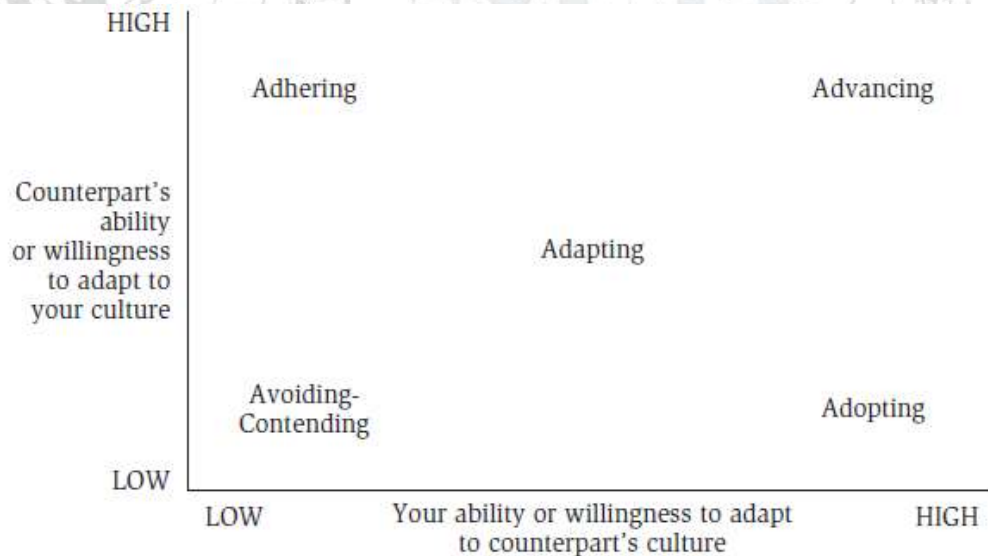 HIGH
Adhering
Advancing
Counterpart's
ability
or willingness
to adapt to
your culture
Adapting
Avoiding-
Contending
Adopting
LOW
LOW
Your ability or willingness to adapt
to counterpart's culture
HIGH